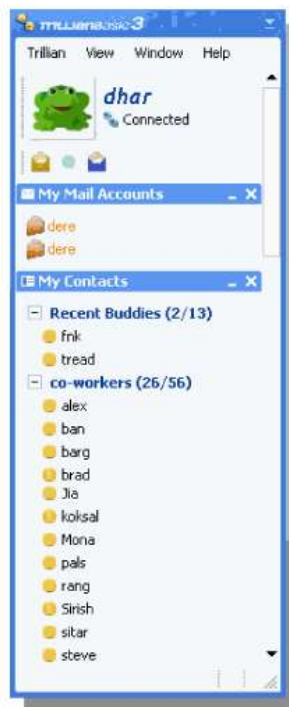 Trillian View Window Help
dhar
Connected
My Mail Accounts
dere
dere
My Contacts
Recent Buddies (2/13)
fnk
tread
co-workers (26/56)
alex
ban
barg
brad
Jia
koksal
Mona
pals
rang
Sirish
sitar
steve